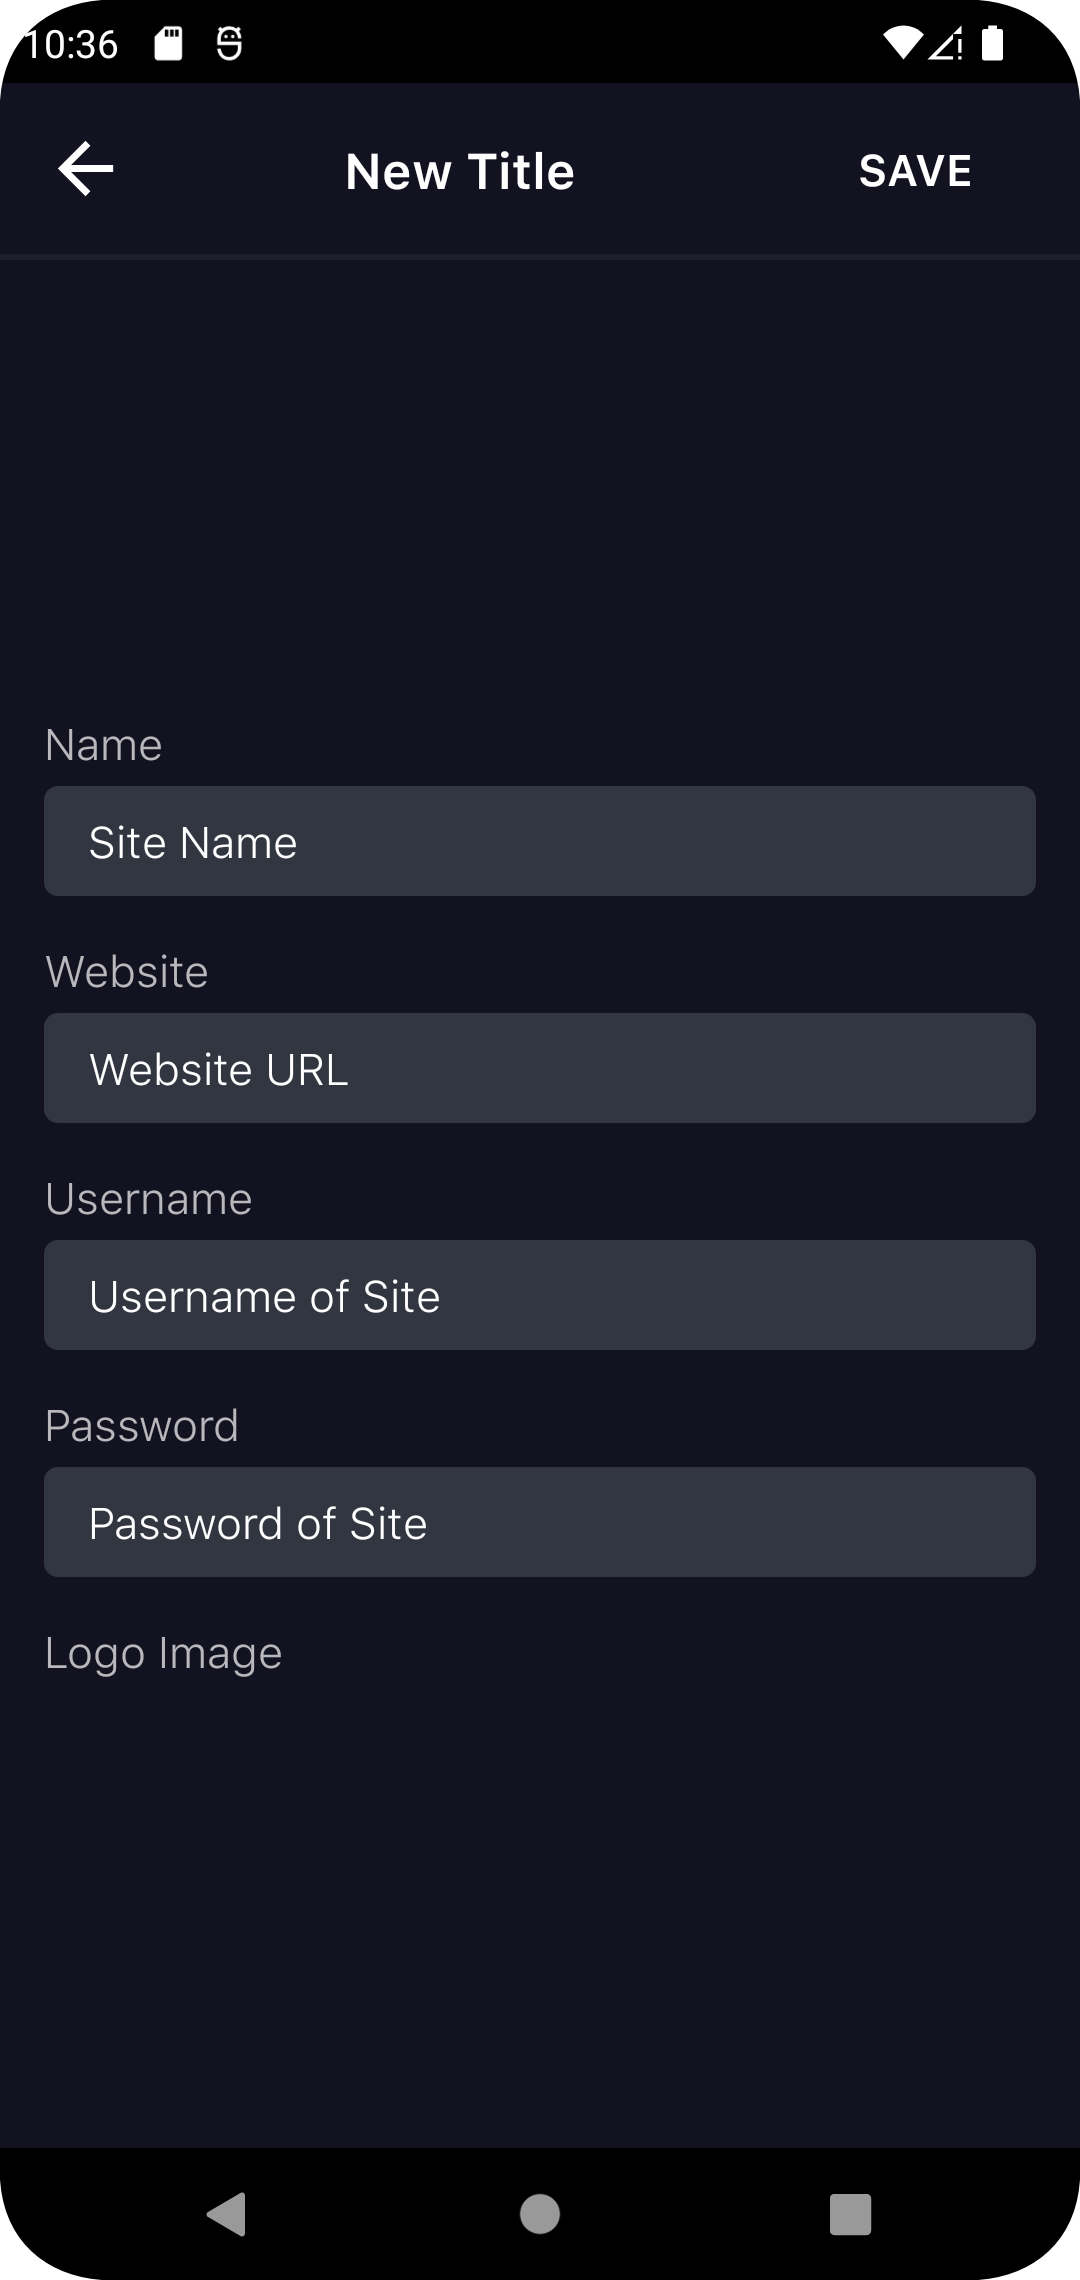 10:36
New Title
SAVE
Name
Site Name
Website
Website URL
Username
Username of Site
Password
Password of Site
Logo Image